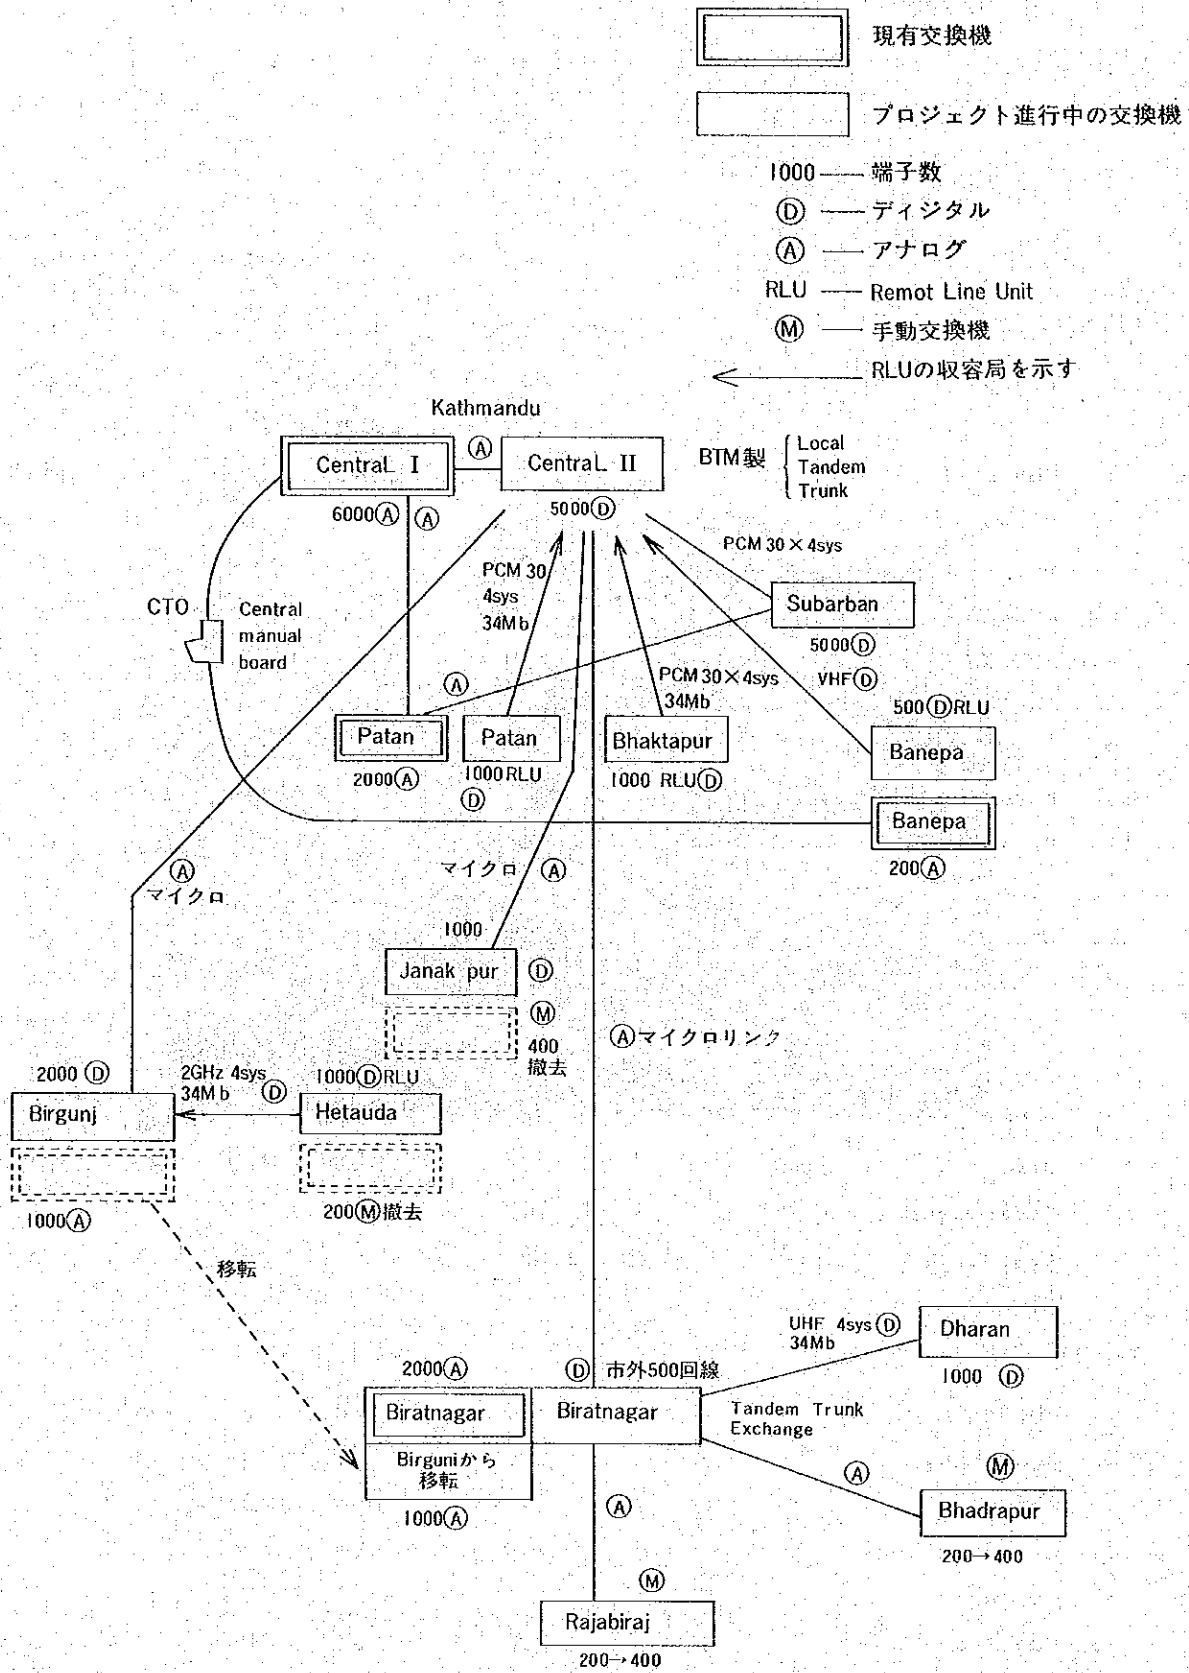 現有交換機
プロジェクト進行中の交換機
1000 —— 端子数
Ⓓ —— ディジタル
Ⓐ —— アナログ
RLU —— Remot Line Unit
Ⓜ —— 手動交換機
RLUの収容局を示す
Kathmandu
CentraL I
Ⓐ
CentraL II
BTM製
Local
Tandem
Trunk
6000Ⓐ
Ⓐ
5000Ⓓ
PCM 30×4sys
PCM 30
4sys
34Mb
Subarban
5000Ⓓ
CTO
Central
manual
board
VHFⒹ
PCM 30×4sys
34Mb
Ⓐ
500ⒹRLU
Patan
2000Ⓐ
Patan
1000RLU
Ⓓ
Bhaktapur
1000 RLUⒹ
Banepa
Banepa
200Ⓐ
Ⓐ
マイクロ
マイクロ Ⓐ
1000
Janak pur
Ⓓ
Ⓜ
400
撤去
Ⓐマイクロリンク
2000 Ⓓ
Birgunj
1000Ⓐ
2GHz 4sys
34Mb Ⓓ
1000ⒹRLU
Hetauda
200Ⓜ撤去
移転
2000Ⓐ
Ⓓ 市外500回線
Biratnagar
Biratnagar
Birguniから
移転
1000Ⓐ
Tandem Trunk
Exchange
UHF 4sysⒹ
34Mb
Dharan
1000 Ⓓ
Ⓐ
Ⓐ
Ⓜ
Bhadrapur
200→400
Ⓜ
Rajabiraj
200→400